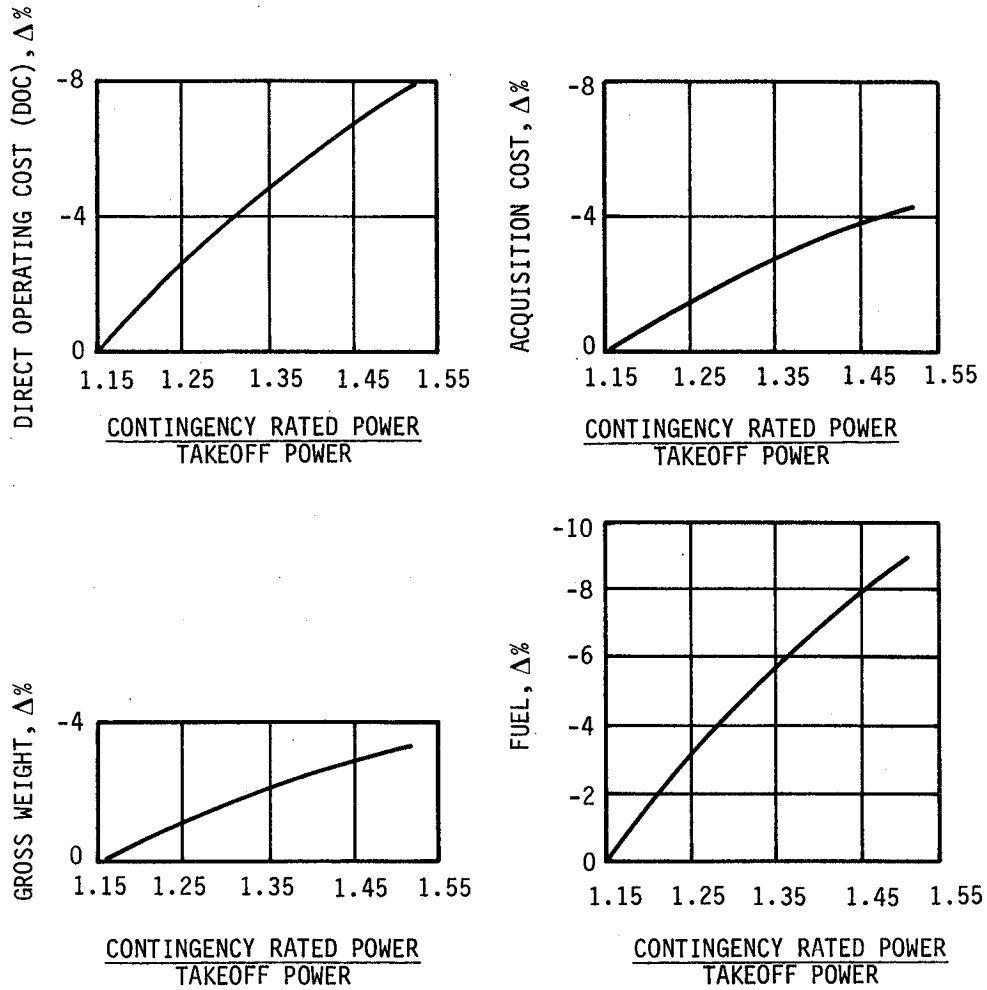 DIRECT OPERATING COST (DOC), Δ%
-8
-4
0
1.15 1.25 1.35 1.45 1.55
CONTINGENCY RATED POWER
TAKEOFF POWER
ACQUISITION COST, Δ%
-8
-4
0
1.15 1.25 1.35 1.45 1.55
CONTINGENCY RATED POWER
TAKEOFF POWER
GROSS WEIGHT, Δ%
-4
0
1.15 1.25 1.35 1.45 1.55
CONTINGENCY RATED POWER
TAKEOFF POWER
FUEL, Δ%
-10
-8
-6
-4
-2
0
1.15 1.25 1.35 1.45 1.55
CONTINGENCY RATED POWER
TAKEOFF POWER